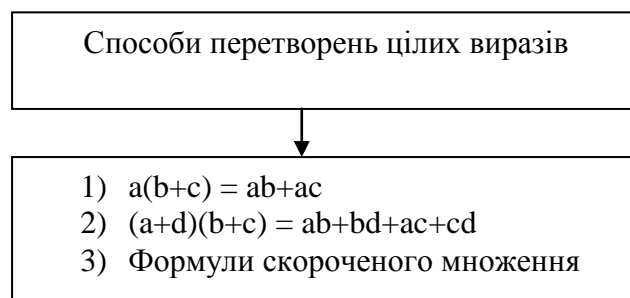 Способи перетворень цілих виразів
1) a(b+c) = ab+ac
2) (a+d)(b+c) = ab+bd+ac+cd
3) Формули скороченого множення